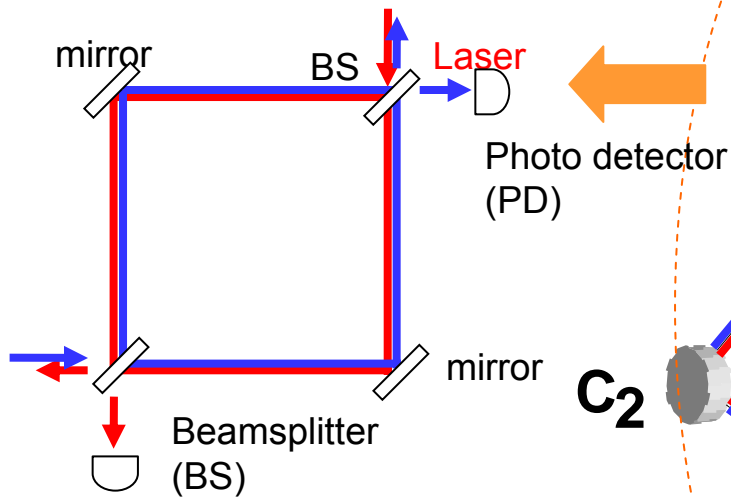 mirror
BS
Laser
Photo detector
(PD)
mirror
C2
Beamsplitter
(BS)